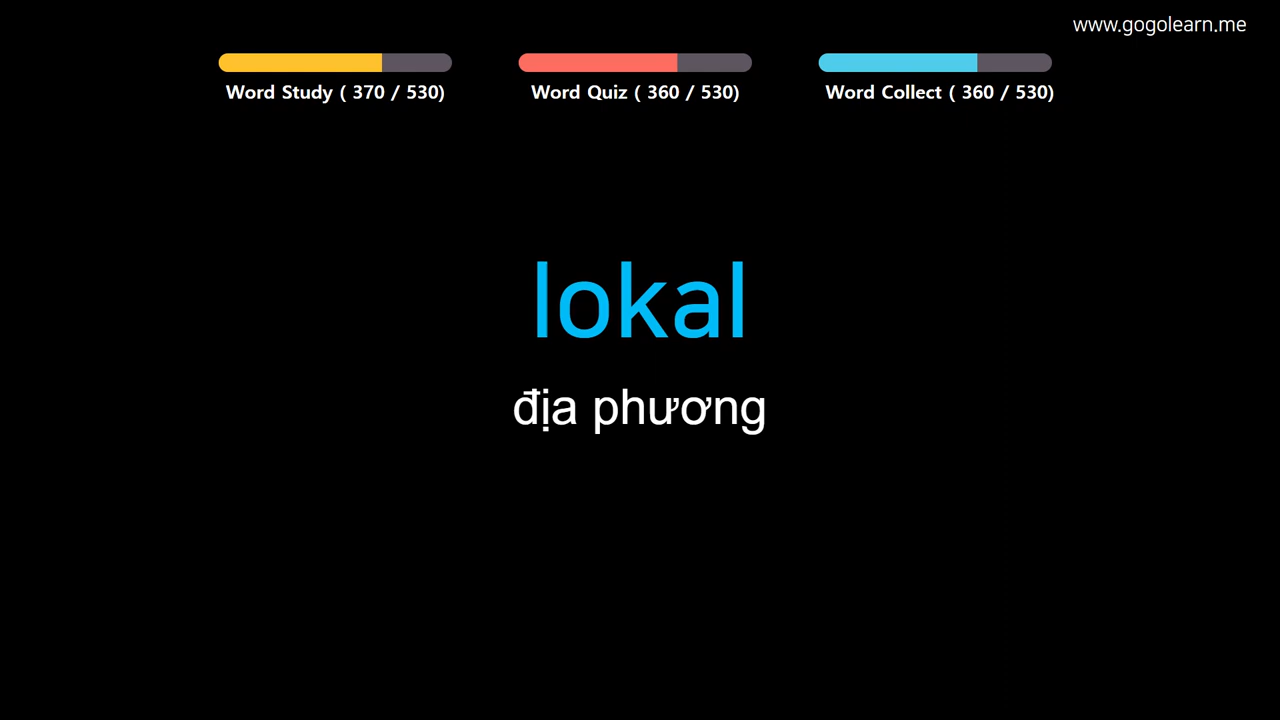 www.gogolearn.me
Word Study ( 370 / 530)
Word Quiz ( 360 / 530)
Word Collect ( 360 / 530)
lokal
địa phương